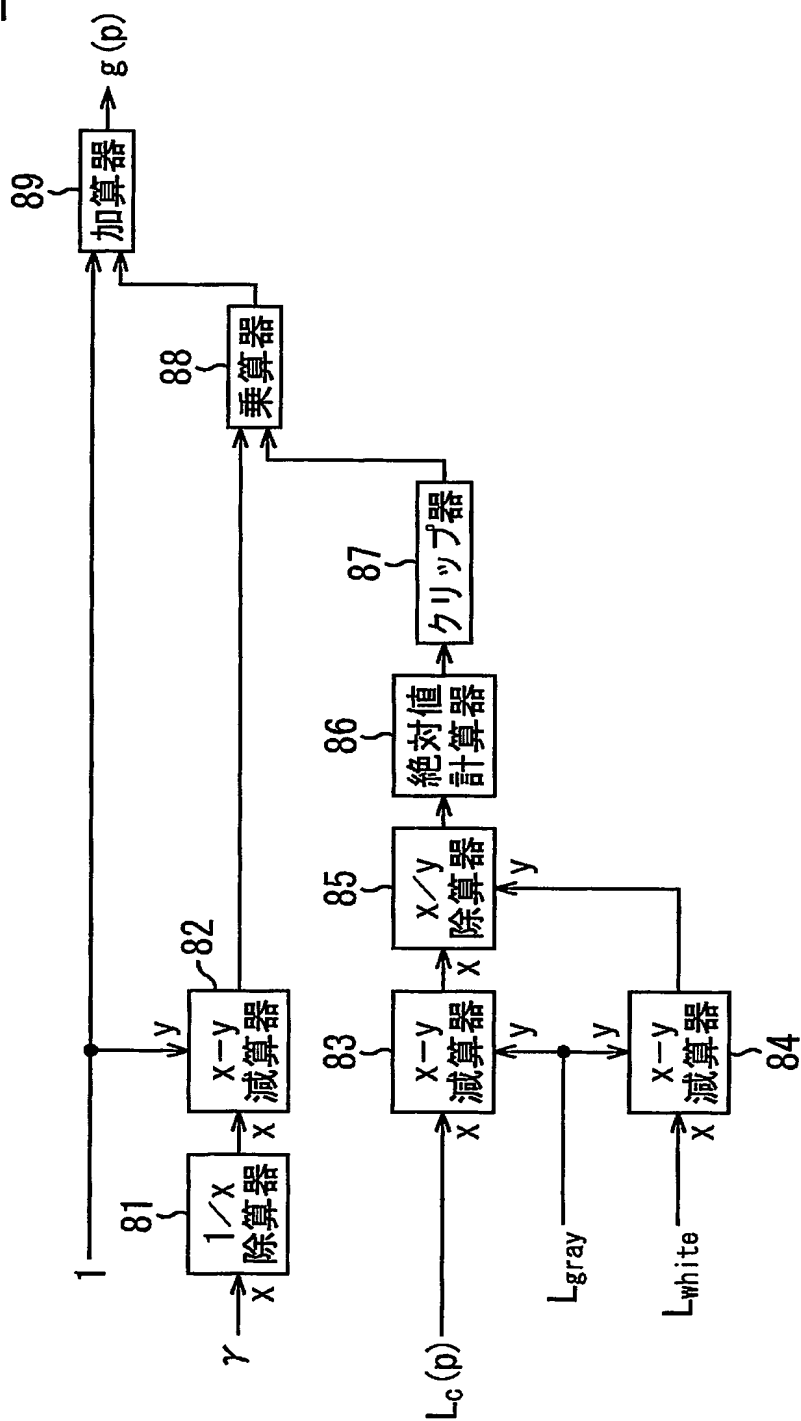 1
γ
x
81
1/x
除算器
x
y
82
x-y
減算器
Lc(p)
x
83
x-y
減算器
y
Lgray
y
Lwhite
x
84
x-y
減算器
x
85
x/y
除算器
y
86
絶対値
計算器
87
クリップ器
88
乗算器
89
加算器
g(p)